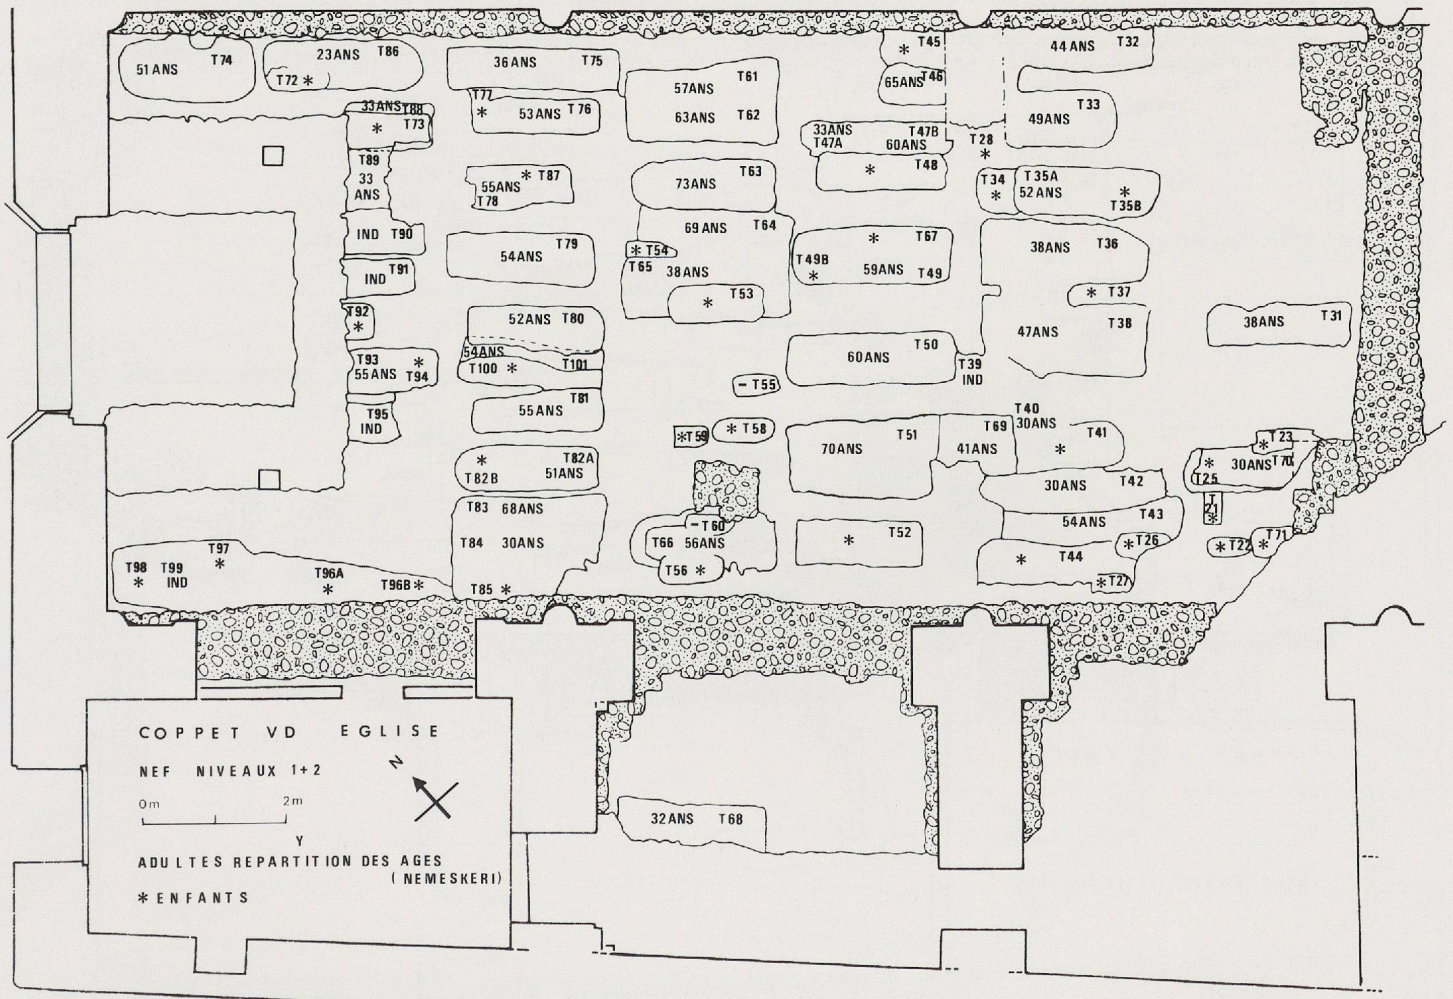 51 ANS T74
23 ANS T86
T72 *
36 ANS T75
T77
* 53 ANS T76
57 ANS T61
63 ANS T62
* T45
65 ANS T46
44 ANS T32
49 ANS T33
33 ANS T88
* T73
T89
33
ANS
IND T90
T91
IND
T92
*
T93 *
55 ANS T94
T95
IND
* T87
55 ANS
T78
54 ANS T79
52 ANS T80
54 ANS
T100 * T101
55 ANS T81
* T82A
T82B 51 ANS
T83 68 ANS
T84 30 ANS
T85 *
73 ANS T63
69 ANS T64
* T54
T65 38 ANS
* T53
33 ANS T47B
T47A 60 ANS
* T48
T28
*
T34
*
T35A
52 ANS *
T35B
* T67
T49B 59 ANS T49
*
38 ANS T36
* T37
47 ANS T38
38 ANS T31
60 ANS T50
T39
IND
– T55
* T59
* T58
70 ANS T51
T69
41 ANS
T40
30 ANS
T41
*
30 ANS T42
54 ANS T43
* T44
* T26
* T27
T23
*
* 30 ANS T70
T25
T
21
*
* T22
T71
*
– T60
T66 56 ANS
T56 *
* T52
T98 T99 T97
* IND *
T96A
*
T96B *
32 ANS T68
COPPET VD EGLISE
NEF NIVEAUX 1+2
N
0m 2m
Y
ADULTES REPARTITION DES AGES
(NEMESKERI)
* ENFANTS